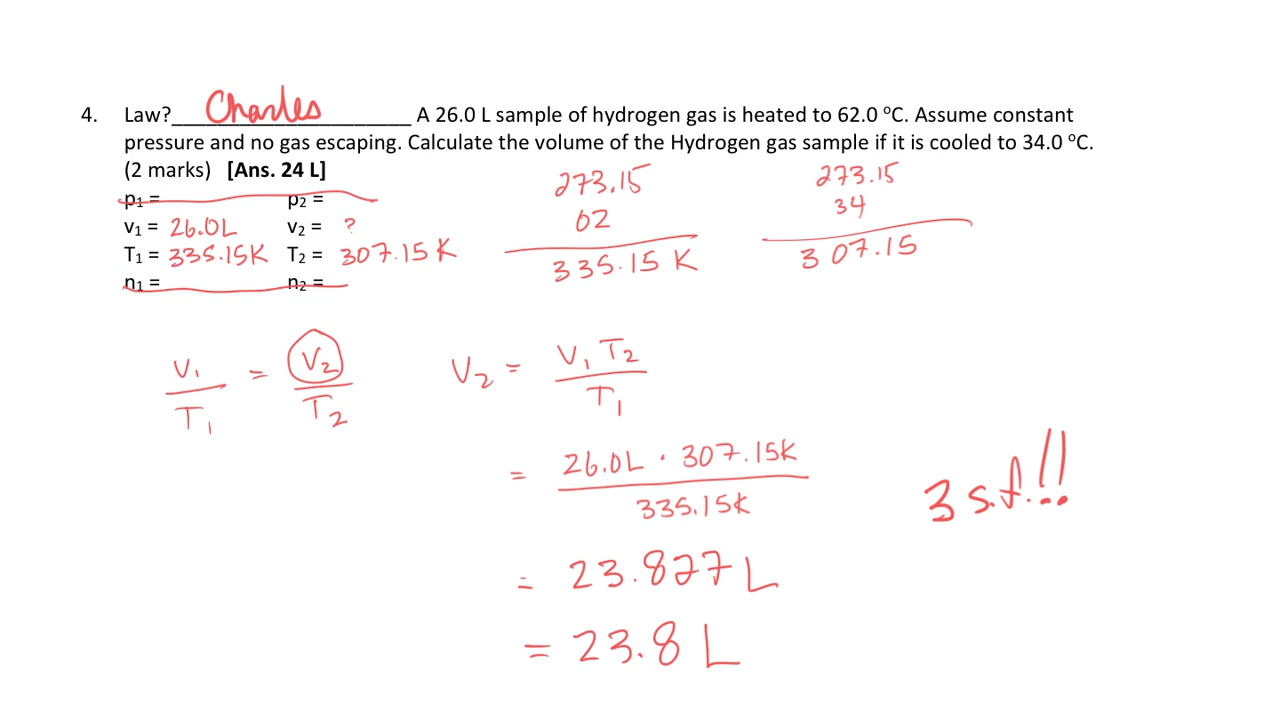 4. Law?____________________ A 26.0 L sample of hydrogen gas is heated to 62.0 °C. Assume constant
Charles
pressure and no gas escaping. Calculate the volume of the Hydrogen gas sample if it is cooled to 34.0 °C.
(2 marks) [Ans. 24 L]
p₁ = p₂ =
v₁ = 26.0L v₂ = ?
T₁ = 335.15K T₂ = 307.15 K
n₁ = n₂ =
273.15
62
335.15 K
273.15
34
307.15
V₁ / T₁ = V₂ / T₂
V₂ = V₁ T₂ / T₁
= 26.0L · 307.15K / 335.15K
= 23.827 L
= 23.8 L
3 s.f.!!